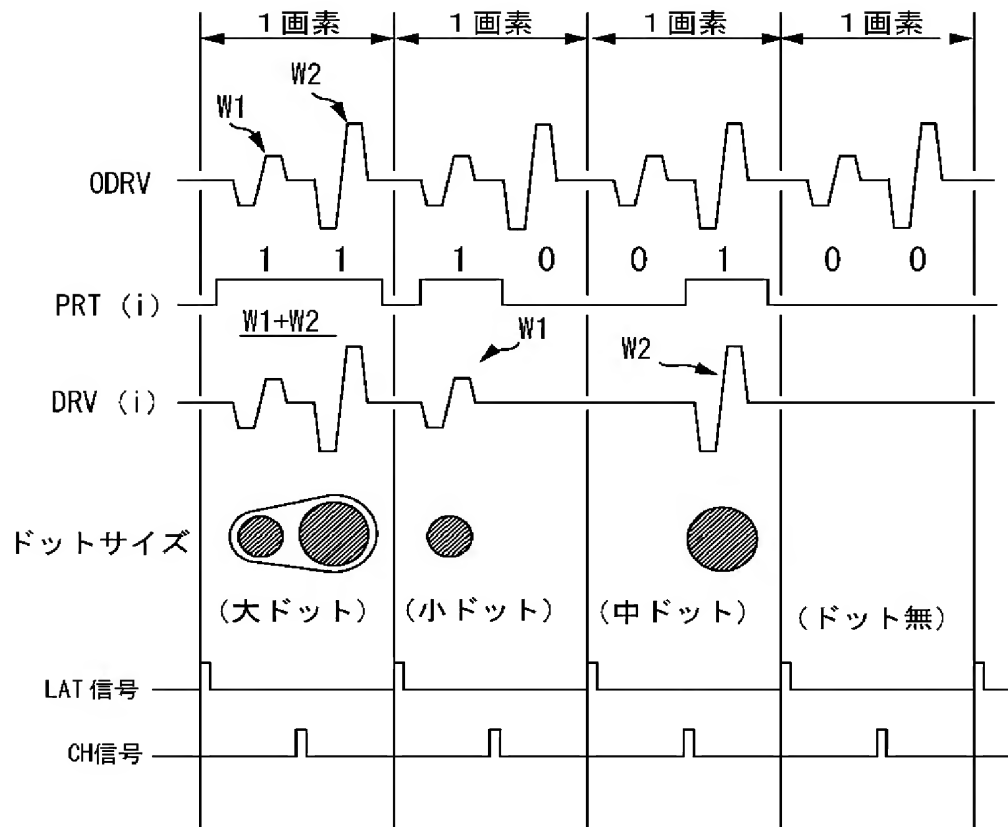 1画素 1画素 1画素 1画素
W2
W1
ODRV
1 1 1 0 0 1 0 0
PRT (i)
W1+W2
W1
W2
DRV (i)
ドットサイズ
(大ドット) (小ドット) (中ドット) (ドット無)
LAT信号
CH信号